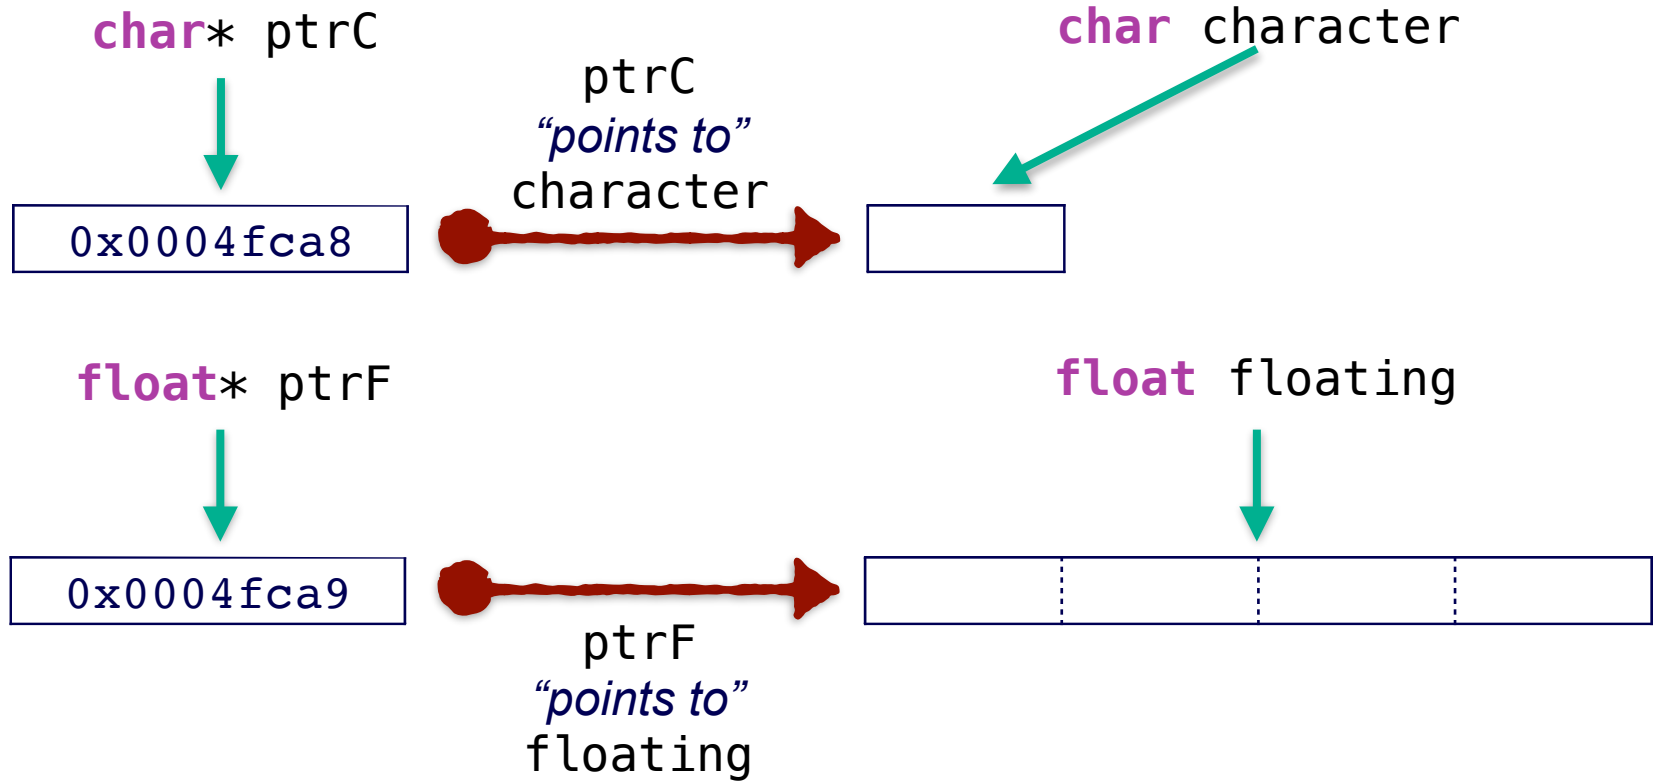 char* ptrC
ptrC
“points to”
character
char character
0x0004fca8
float* ptrF
float floating
0x0004fca9
ptrF
“points to”
floating